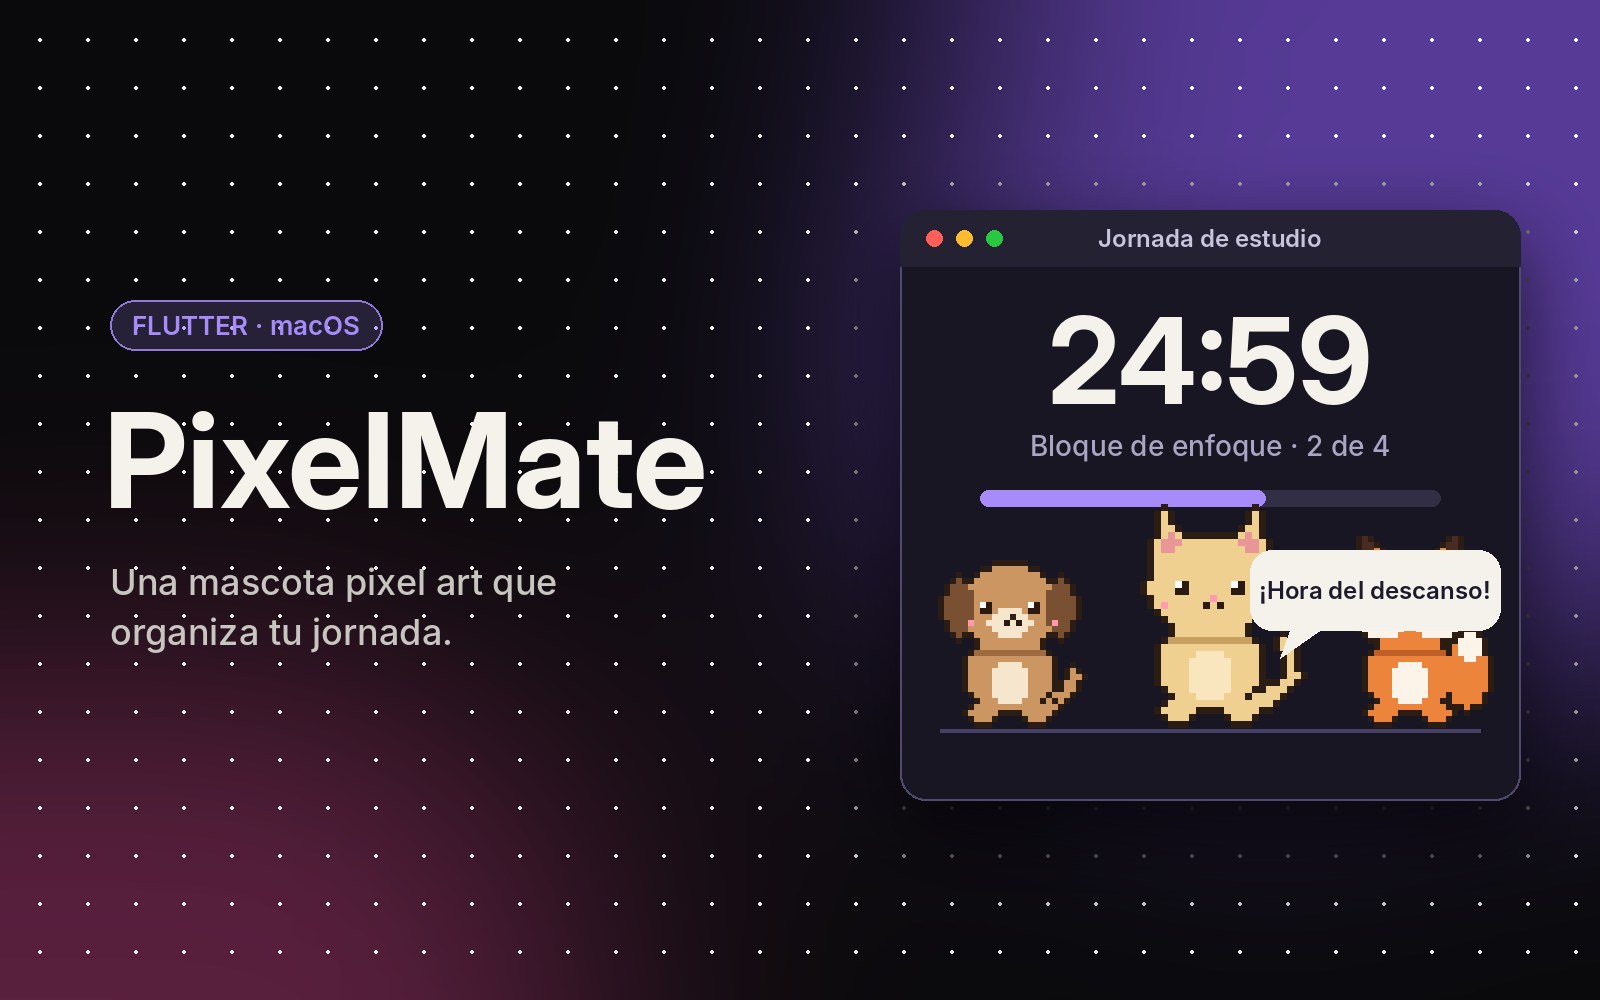 FLUTTER · macOS
PixelMate
Una mascota pixel art que
organiza tu jornada.
Jornada de estudio
24:59
Bloque de enfoque · 2 de 4
¡Hora del descanso!